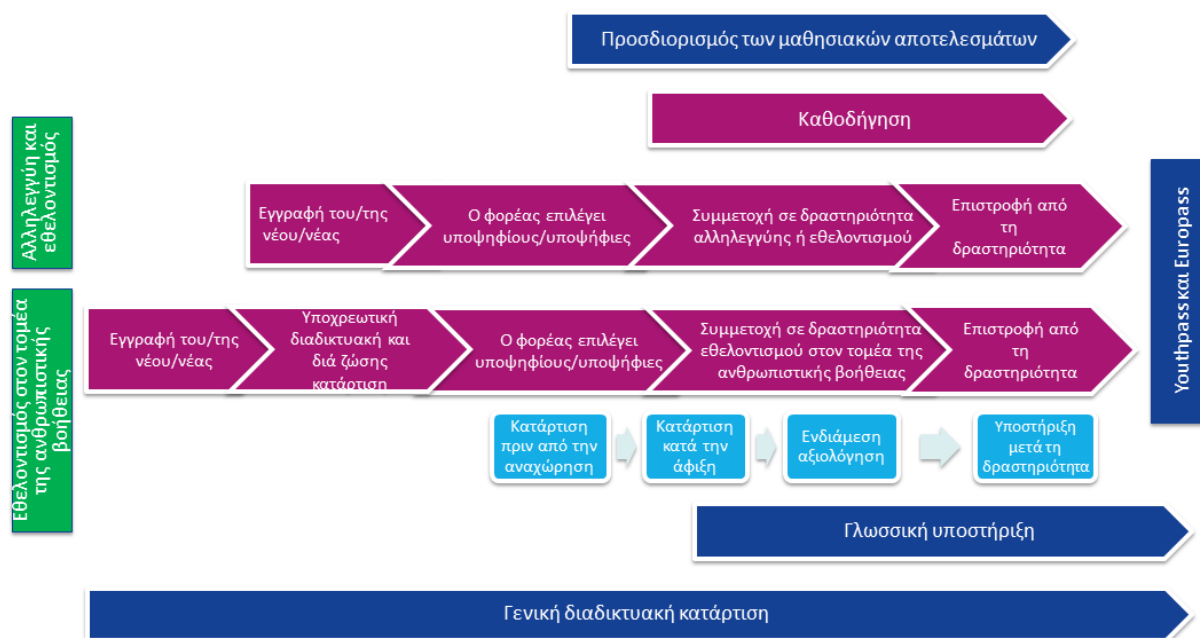 Προσδιορισμός των μαθησιακών αποτελεσμάτων
Καθοδήγηση
Αλληλεγγύη και
εθελοντισμός
Εγγραφή του/της
νέου/νέας
Ο φορέας επιλέγει
υποψηφίους/υποψήφιες
Συμμετοχή σε δραστηριότητα
αλληλεγγύης ή εθελοντισμού
Επιστροφή από
τη
δραστηριότητα
Youthpass και Europass
Εθελοντισμός στον τομέα
της ανθρωπιστικής
βοήθειας
Εγγραφή του/της
νέου/νέας
Υποχρεωτική
διαδικτυακή και
διά ζώσης
κατάρτιση
Ο φορέας επιλέγει
υποψηφίους/υποψήφιες
Συμμετοχή σε δραστηριότητα
εθελοντισμού στον τομέα της
ανθρωπιστικής βοήθειας
Επιστροφή από
τη
δραστηριότητα
Κατάρτιση
πριν από την
αναχώρηση
Κατάρτιση
κατά την
άφιξη
Ενδιάμεση
αξιολόγηση
Υποστήριξη
μετά τη
δραστηριότητα
Γλωσσική υποστήριξη
Γενική διαδικτυακή κατάρτιση